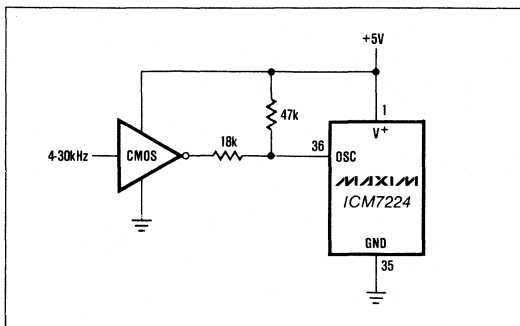 +5V
47k
1
V+
18k
36
OSC
4-30kHz
CMOS
MAXIM
ICM7224
GND
35